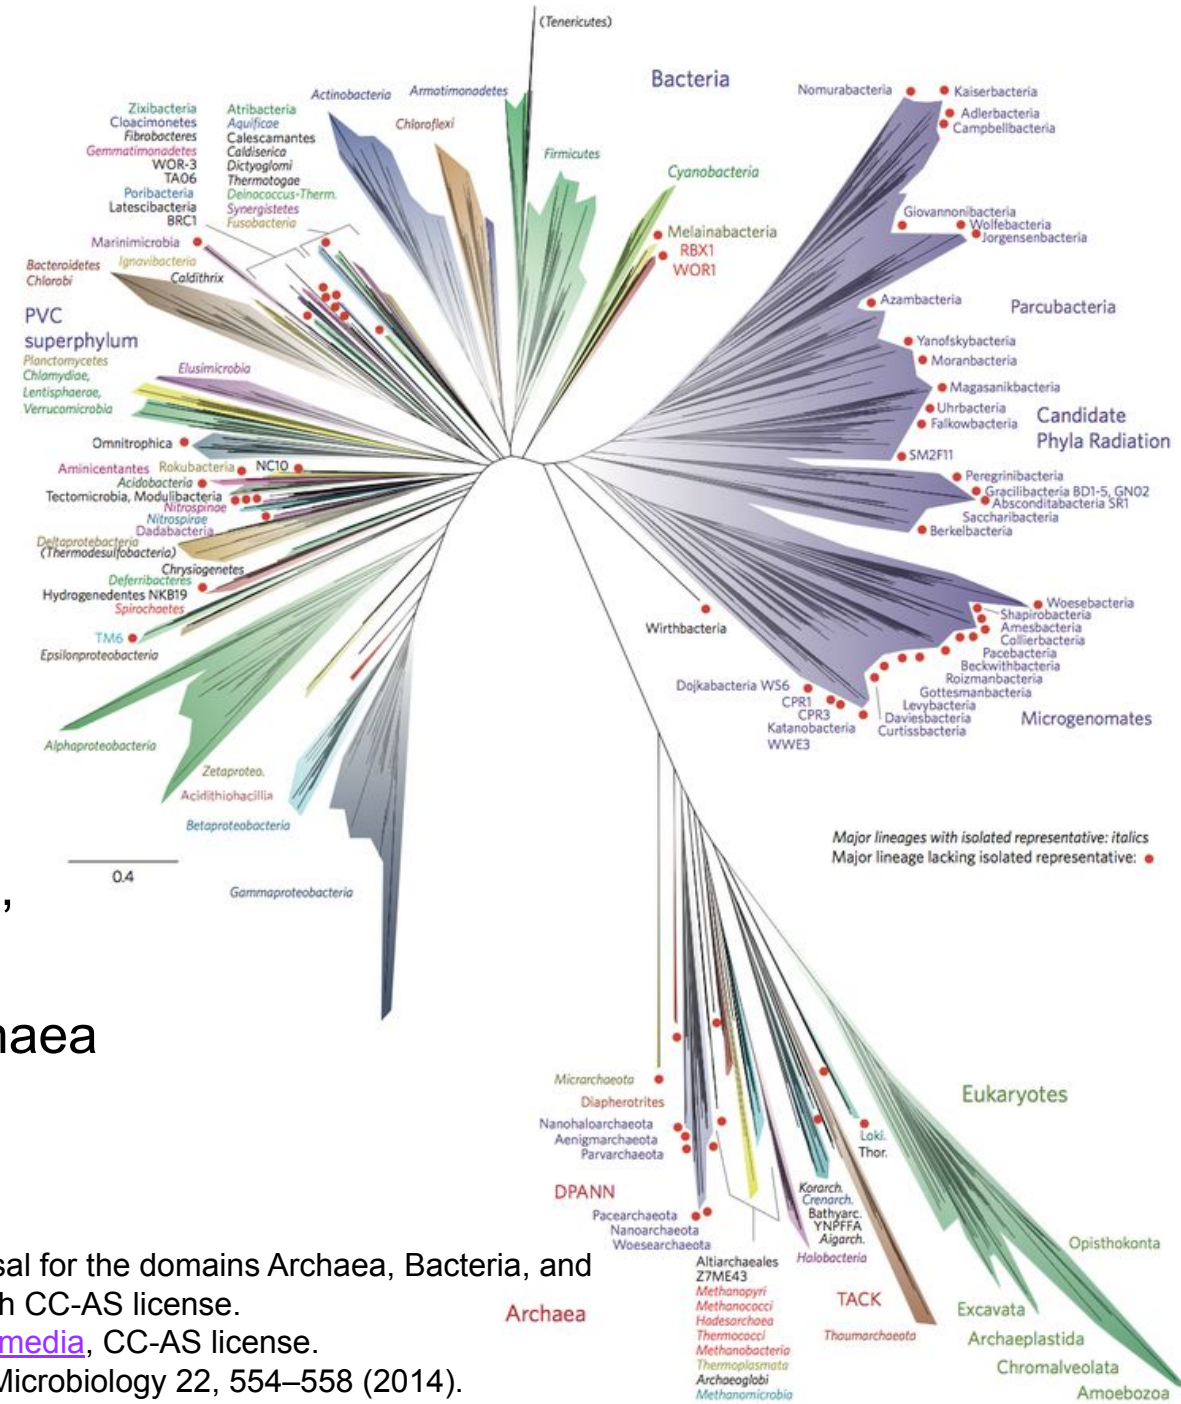 (Tenericutes)
Bacteria
Actinobacteria
Armatimonadetes
Chloroflexi
Firmicutes
Cyanobacteria
Melainabacteria
RBX1
WOR1
Zixibacteria
Cloacimonetes
Fibrobacteres
Gemmatimonadetes
WOR-3
TA06
Poribacteria
Latescibacteria
BRC1
Atribacteria
Aquificae
Calescamantes
Caldiserica
Dictyoglomi
Thermotogae
Deinococcus-Therm.
Synergistetes
Fusobacteria
Marinimicrobia
Ignavibacteria
Bacteroidetes
Chlorobi
Caldithrix
PVC
superphylum
Planctomycetes
Chlamydiae,
Lentisphaerae,
Verrucomicrobia
Elusimicrobia
Omnitrophica
Aminicentantes
Rokubacteria
NC10
Acidobacteria
Tectomicrobia, Modulibacteria
Nitrospinae
Nitrospirae
Dadabacteria
Deltaprotebacteria
(Thermodesulfobacteria)
Chrysiogenetes
Deferribacteres
Hydrogenedentes NKB19
Spirochaetes
TM6
Epsilonproteobacteria
Alphaproteobacteria
Zetaproteo.
Acidithiobacillia
Betaproteobacteria
Gammaproteobacteria
0.4
Nomurabacteria
Kaiserbacteria
Adlerbacteria
Campbellbacteria
Giovannonibacteria
Wolfebacteria
Jorgensenbacteria
Azambacteria
Parcubacteria
Yanofskybacteria
Moranbacteria
Magasanikbacteria
Uhrbacteria
Falkowbacteria
Candidate
Phyla Radiation
SM2F11
Peregrinibacteria
Gracilibacteria BD1-5, GN02
Absconditabacteria SR1
Saccharibacteria
Berkelbacteria
Woesebacteria
Shapirobacteria
Amesbacteria
Collierbacteria
Pacebacteria
Beckwithbacteria
Roizmanbacteria
Gottesmanbacteria
Levybacteria
Daviesbacteria
Curtissbacteria
Microgenomates
Wirthbacteria
Dojkabacteria WS6
CPR1
CPR3
Katanobacteria
WWE3
Major lineages with isolated representative: italics
Major lineage lacking isolated representative:
,
haea
Micrarchaeota
Diapherotrites
Nanohaloarchaeota
Aenigmarchaeota
Parvarchaeota
DPANN
Pacearchaeota
Nanoarchaeota
Woesearchaeota
Archaea
Altiarchaeales
Z7ME43
Methanopyri
Methanococci
Hadesarchaea
Thermococci
Methanobacteria
Thermoplasmata
Archaeoglobi
Methanomicrobia
Halobacteria
Korarch.
Crenarch.
Bathyarc.
YNPFFA
Aigarch.
TACK
Thaumarchaeota
Loki.
Thor.
Eukaryotes
Opisthokonta
Excavata
Archaeplastida
Chromalveolata
Amoebozoa
sal for the domains Archaea, Bacteria, and
h CC-AS license.
media, CC-AS license.
Microbiology 22, 554–558 (2014).